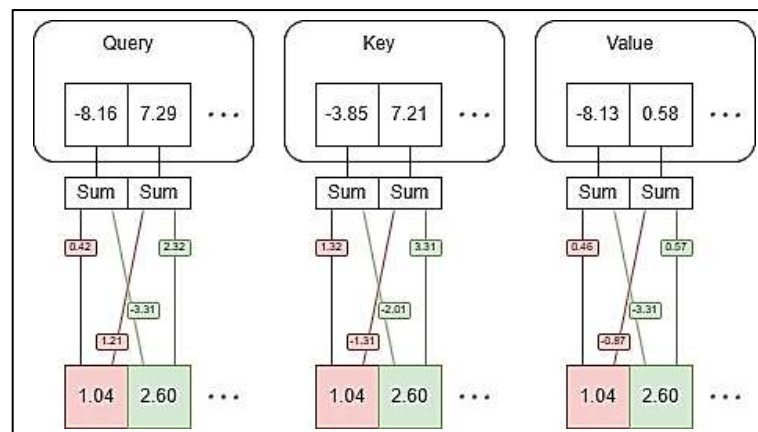 Query Key Value
-8.16 7.29 ... -3.85 7.21 ... -8.13 0.58 ...
Sum Sum Sum Sum Sum Sum
0.42 2.32 1.32 3.31 0.46 0.57
-3.31 -2.01 -3.31
1.21 -1.31 -0.87
1.04 2.60 ... 1.04 2.60 ... 1.04 2.60 ...